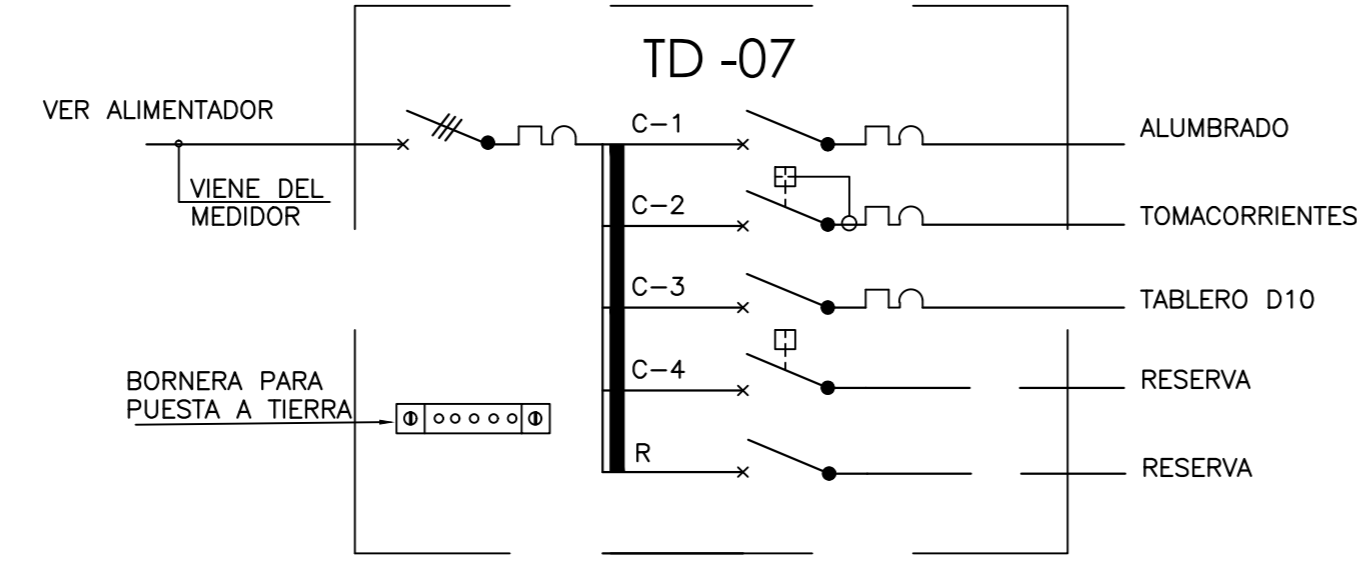 TD -07
VER ALIMENTADOR
VIENE DEL
MEDIDOR
C-1
ALUMBRADO
C-2
TOMACORRIENTES
C-3
TABLERO D10
C-4
RESERVA
R
RESERVA
BORNERA PARA
PUESTA A TIERRA